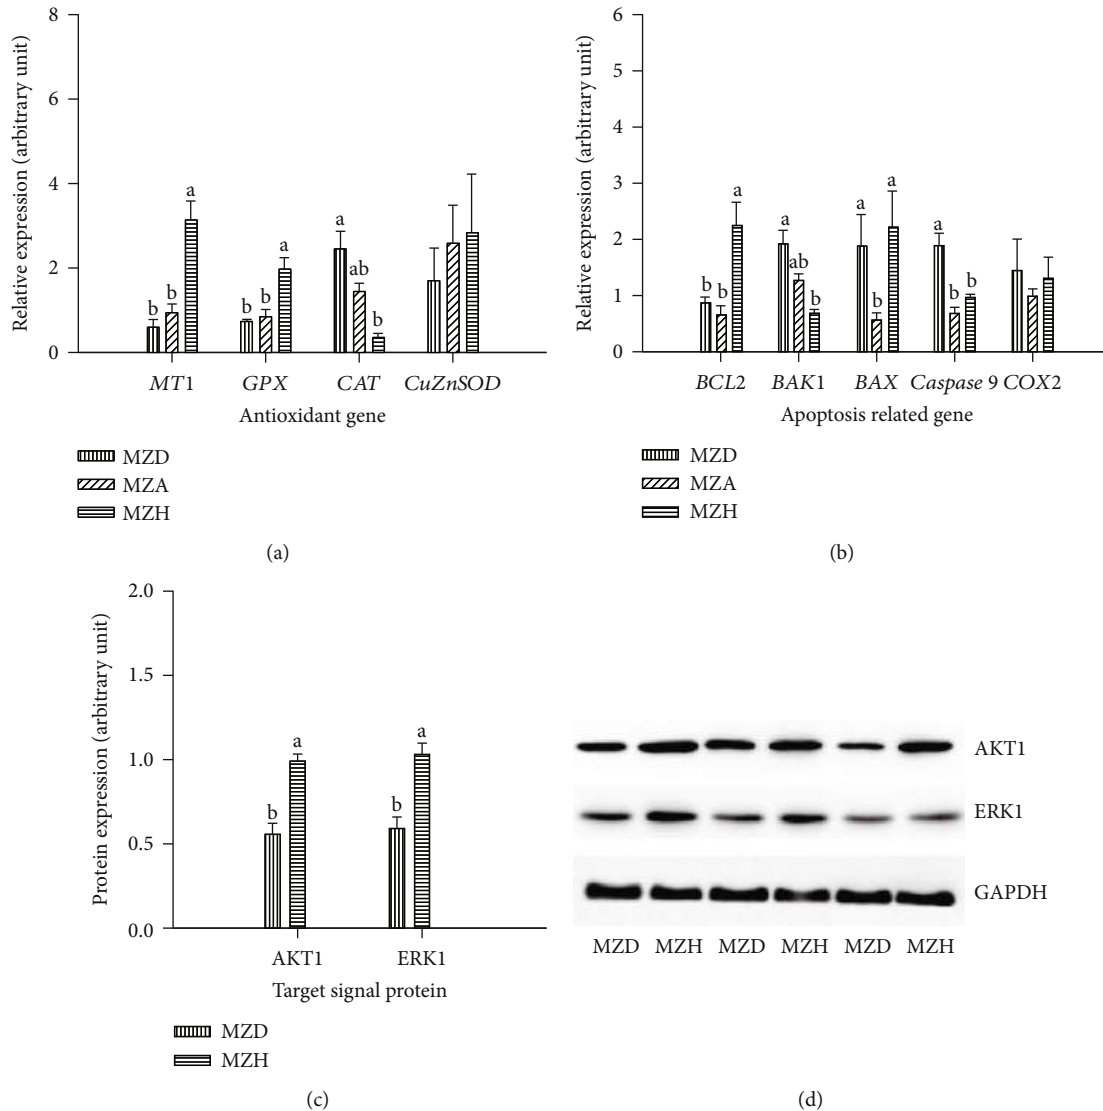 Relative expression (arbitrary unit)
8
6
4
2
0
b
b
a
b
b
a
a
ab
b
MT1
GPX
CAT
CuZnSOD
Antioxidant gene
MZD
MZA
MZH
(a)
Relative expression (arbitrary unit)
6
5
4
3
2
1
0
b
b
a
a
ab
b
a
b
a
a
b
b
BCL2
BAK1
BAX
Caspase 9
COX2
Apoptosis related gene
MZD
MZA
MZH
(b)
Protein expression (arbitrary unit)
2.0
1.5
1.0
0.5
0.0
b
a
b
a
AKT1
ERK1
Target signal protein
MZD
MZH
(c)
AKT1
ERK1
GAPDH
MZD MZH MZD MZH MZD MZH
(d)